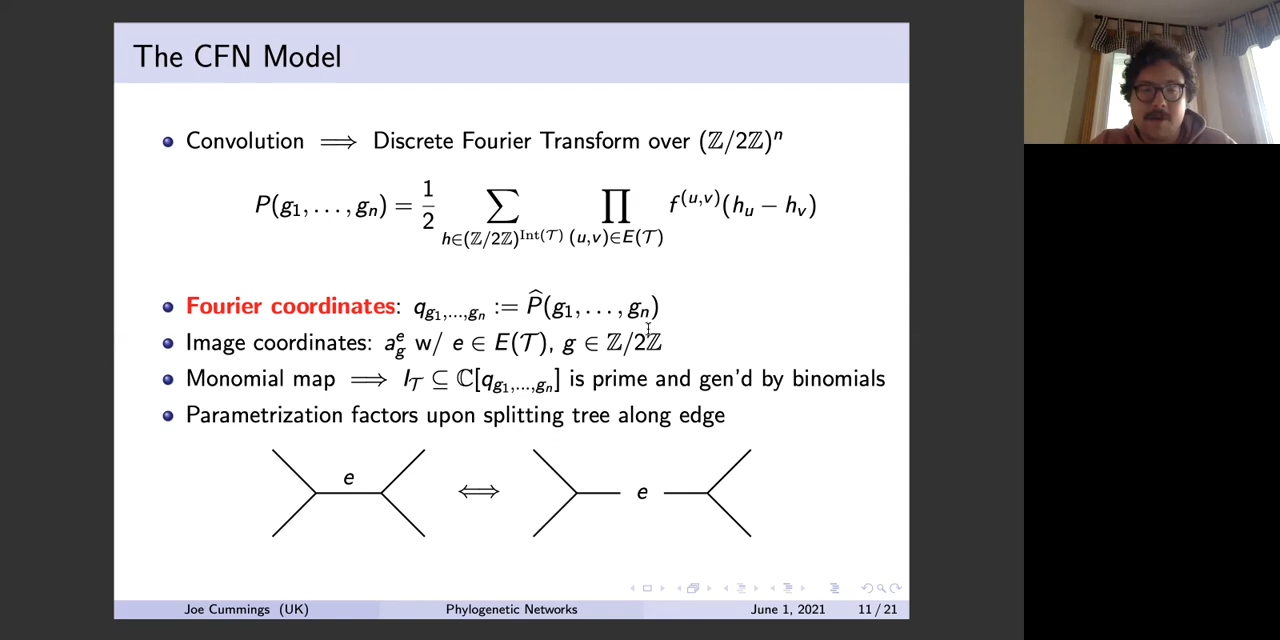 The CFN Model
Convolution ⟹ Discrete Fourier Transform over (ℤ/2ℤ)ⁿ
P(g₁, . . . , gₙ) = 1/2 ∑_{h∈(ℤ/2ℤ)^{Int(𝒯)}} ∏_{(u,v)∈E(𝒯)} f^{(u,v)}(h_u − h_v)
Fourier coordinates: q_{g₁,...,gₙ} := P̂(g₁, . . . , gₙ)
Image coordinates: a^e_g w/ e ∈ E(𝒯), g ∈ ℤ/2ℤ
Monomial map ⟹ I_𝒯 ⊆ ℂ[q_{g₁,...,gₙ}] is prime and gen'd by binomials
Parametrization factors upon splitting tree along edge
e ⟺ e
Joe Cummings (UK) Phylogenetic Networks June 1, 2021 11 / 21